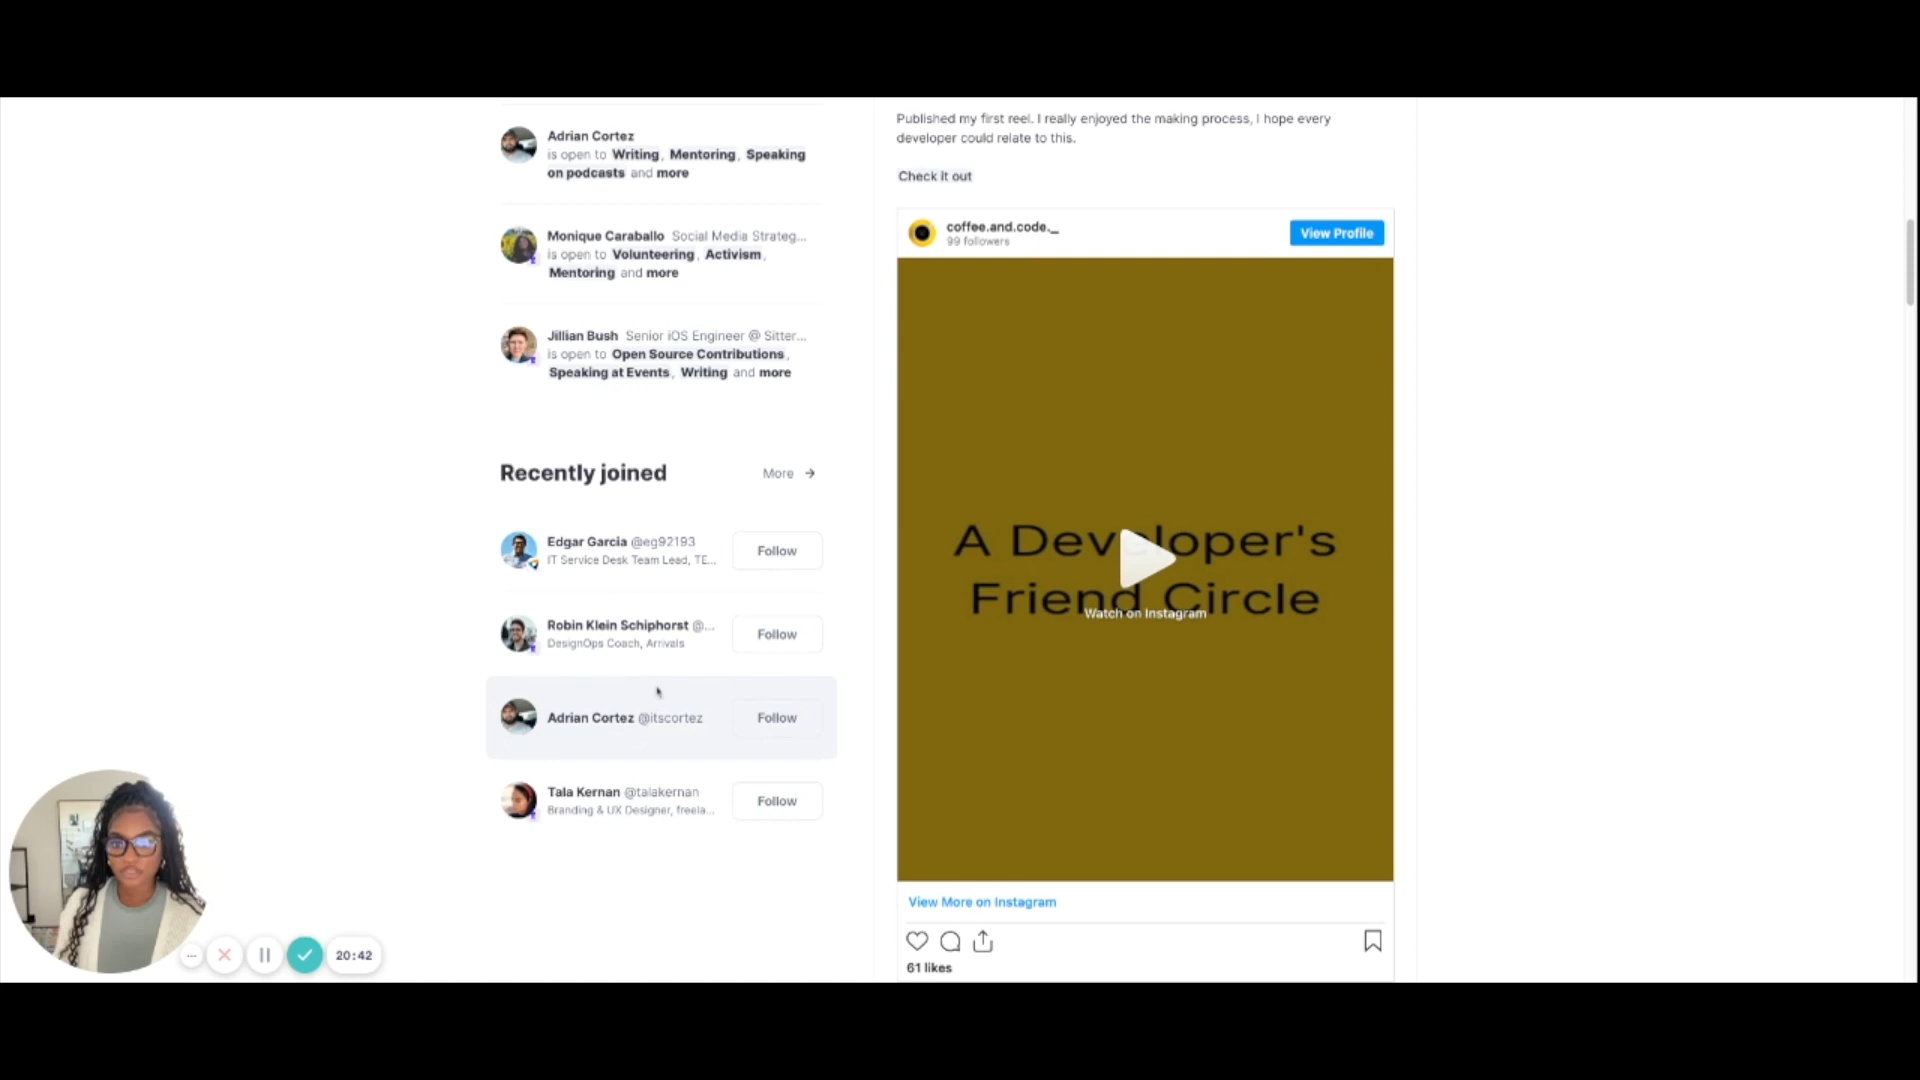 Adrian Cortez
is open to Writing, Mentoring, Speaking
on podcasts and more
Monique Caraballo Social Media Strateg...
is open to Volunteering, Activism,
Mentoring and more
Jillian Bush Senior iOS Engineer @ Sitter...
is open to Open Source Contributions,
Speaking at Events, Writing and more
Recently joined
More →
Edgar Garcia @eg92193
IT Service Desk Team Lead, TE...
Follow
Robin Klein Schiphorst @...
DesignOps Coach, Arrivals
Follow
Adrian Cortez @itscortez
Follow
Tala Kernan @talakernan
Branding & UX Designer, freela...
Follow
Published my first reel. I really enjoyed the making process, I hope every
developer could relate to this.
Check it out
coffee.and.code._
99 followers
View Profile
A Developer's
Friend Circle
Watch on Instagram
View More on Instagram
61 likes
20:42